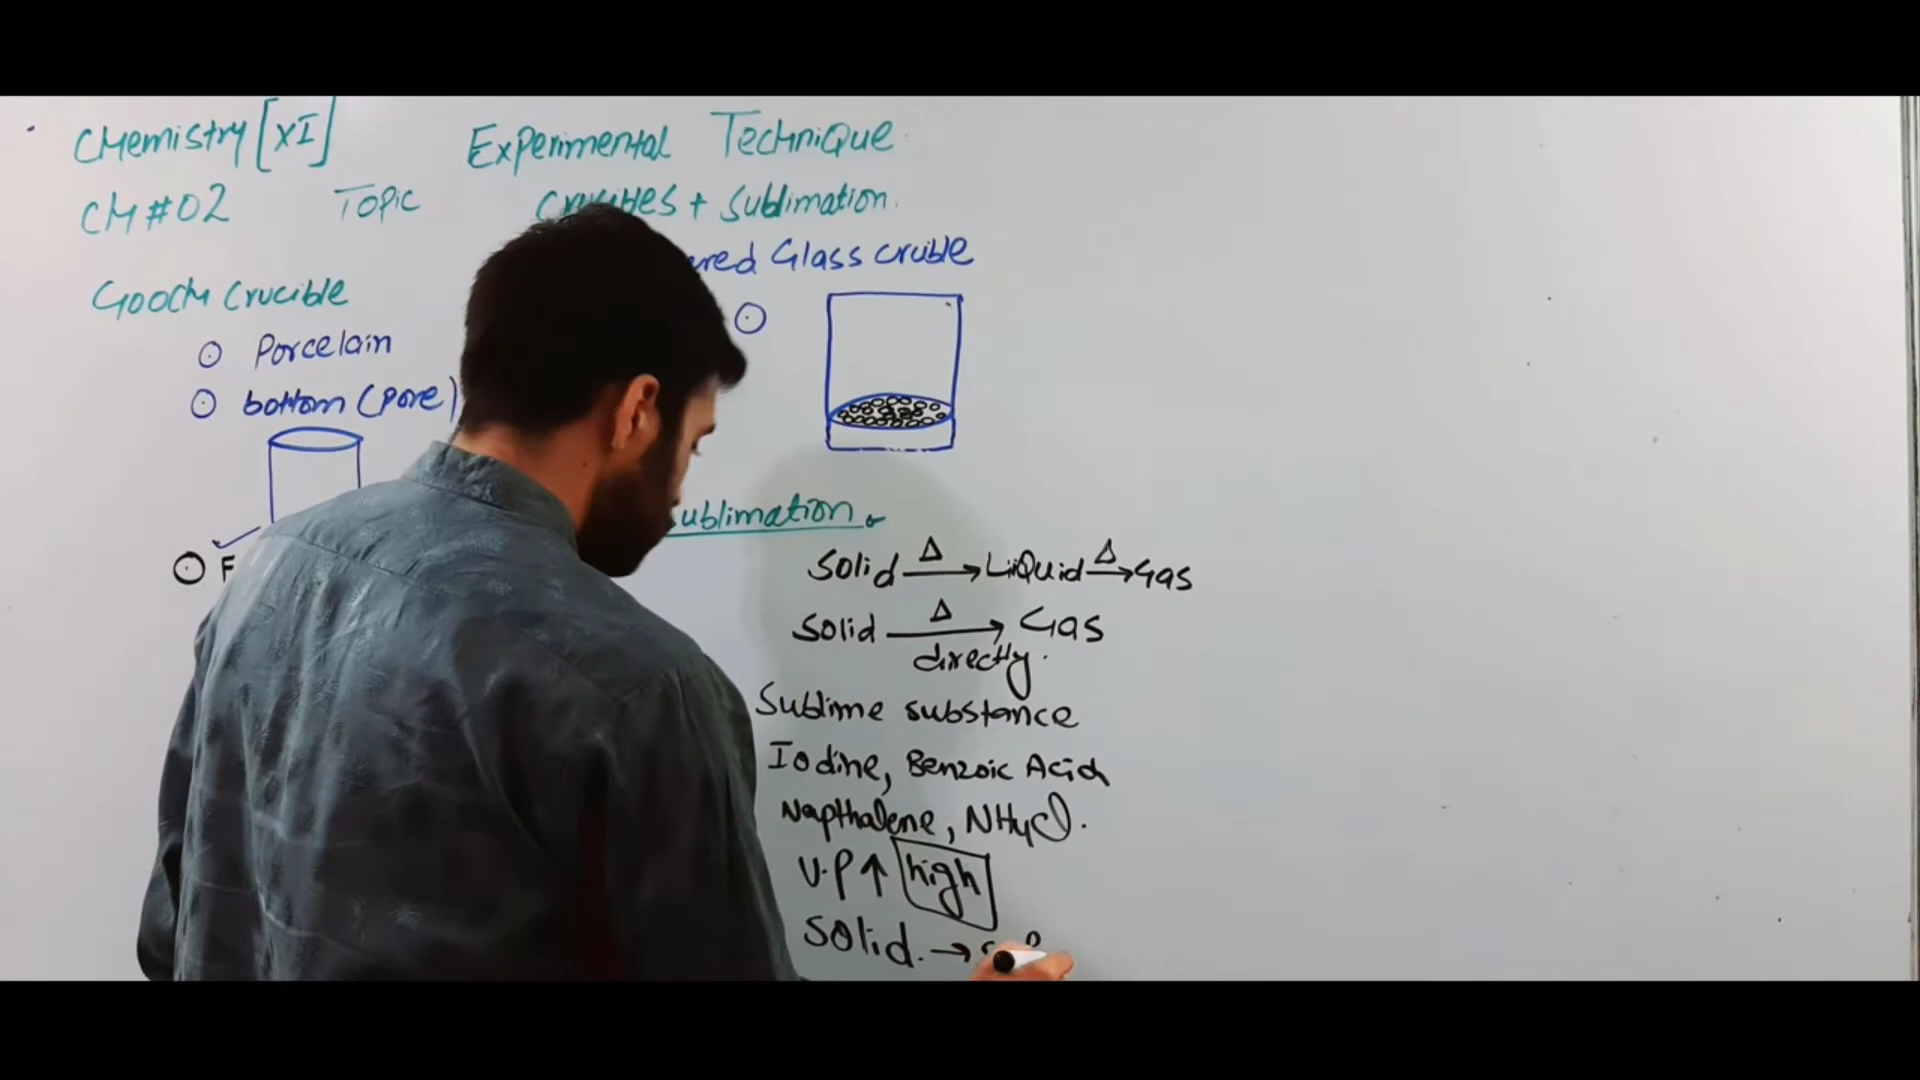 Chemistry [XI] Experimental Technique
CH#02 Topic Crucibles + Sublimation.
Gooch Crucible
Porcelain
bottom (Pore)
F
Glass cruble
Solid Δ → Liquid Δ → Gas
Solid Δ → Gas
directly.
Sublime substance
Iodine, Benzoic Acid
Napthalene, NH4Cl.
V.P ↑ high
Solid. →